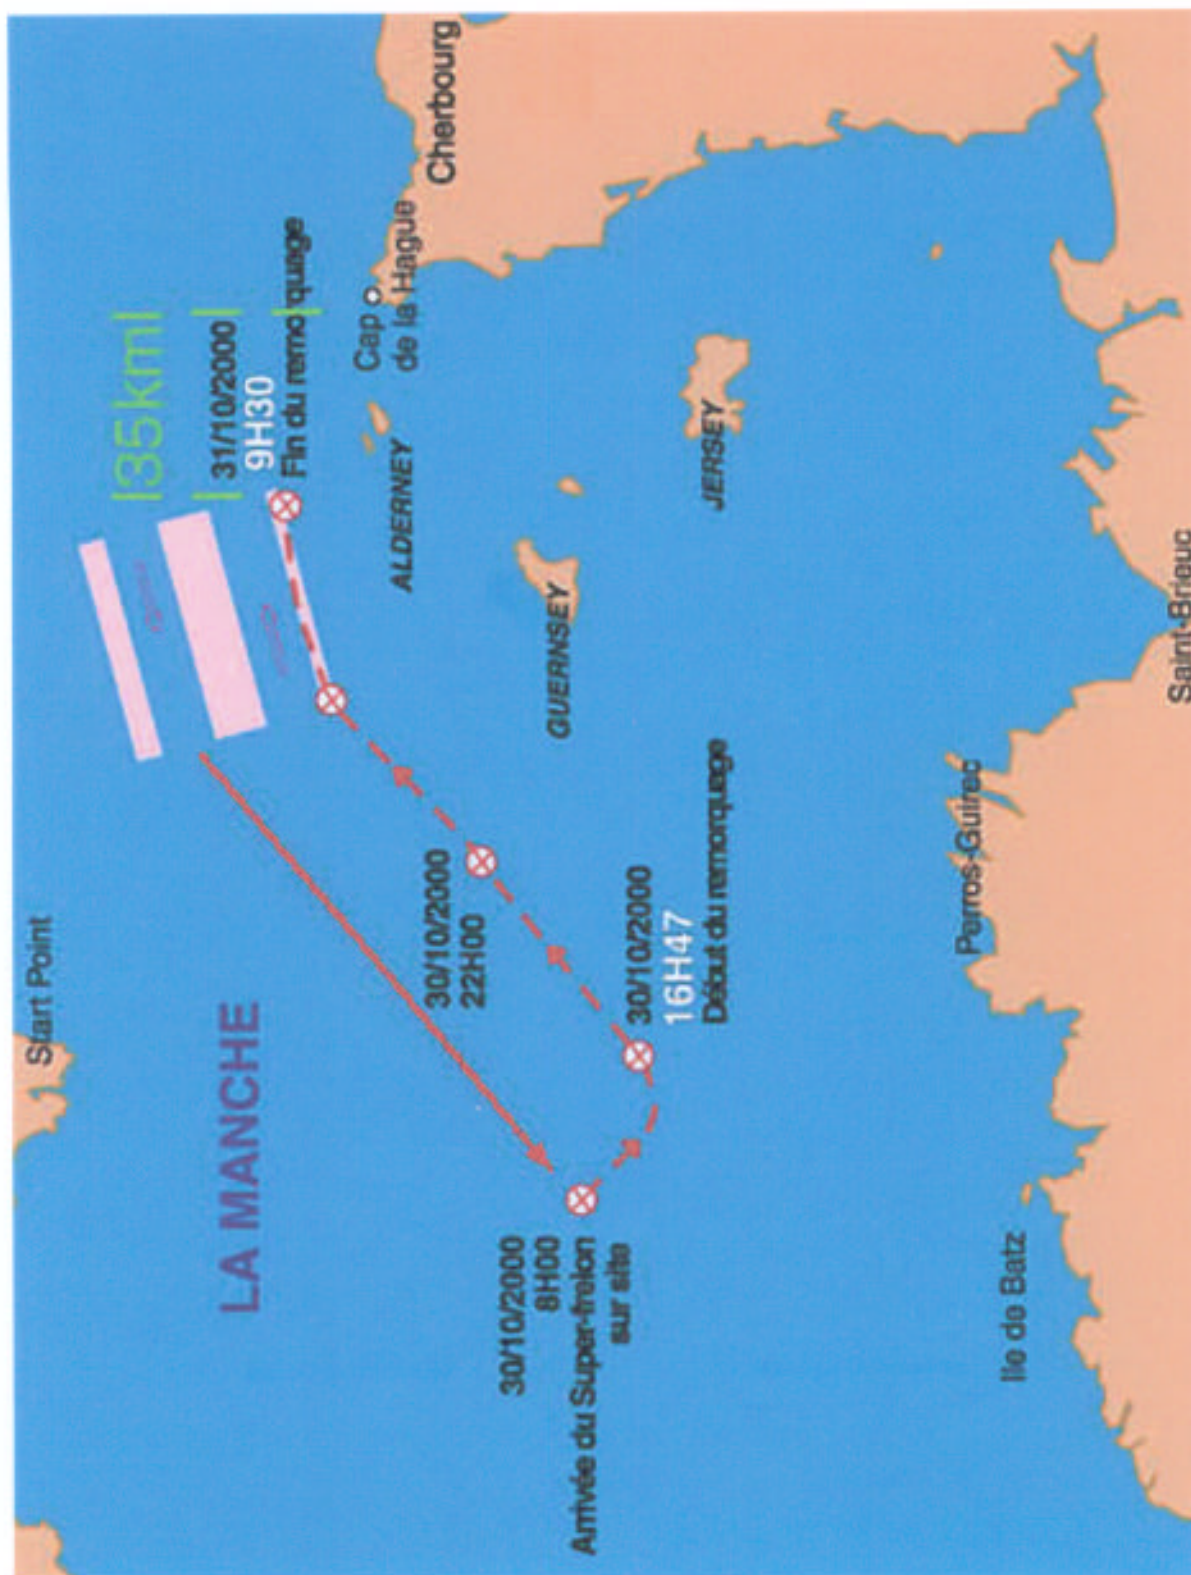 Start Point
LA MANCHE
|35km|
31/10/2000
9H30
Fin du remorquage
Cap
de la Hague
Cherbourg
ALDERNEY
GUERNSEY
JERSEY
30/10/2000
22H00
30/10/2000
16H47
Début du remorquage
30/10/2000
8H00
Arrivée du Super-frelon
sur site
Perros-Guirec
Ile de Batz
Saint-Brieuc